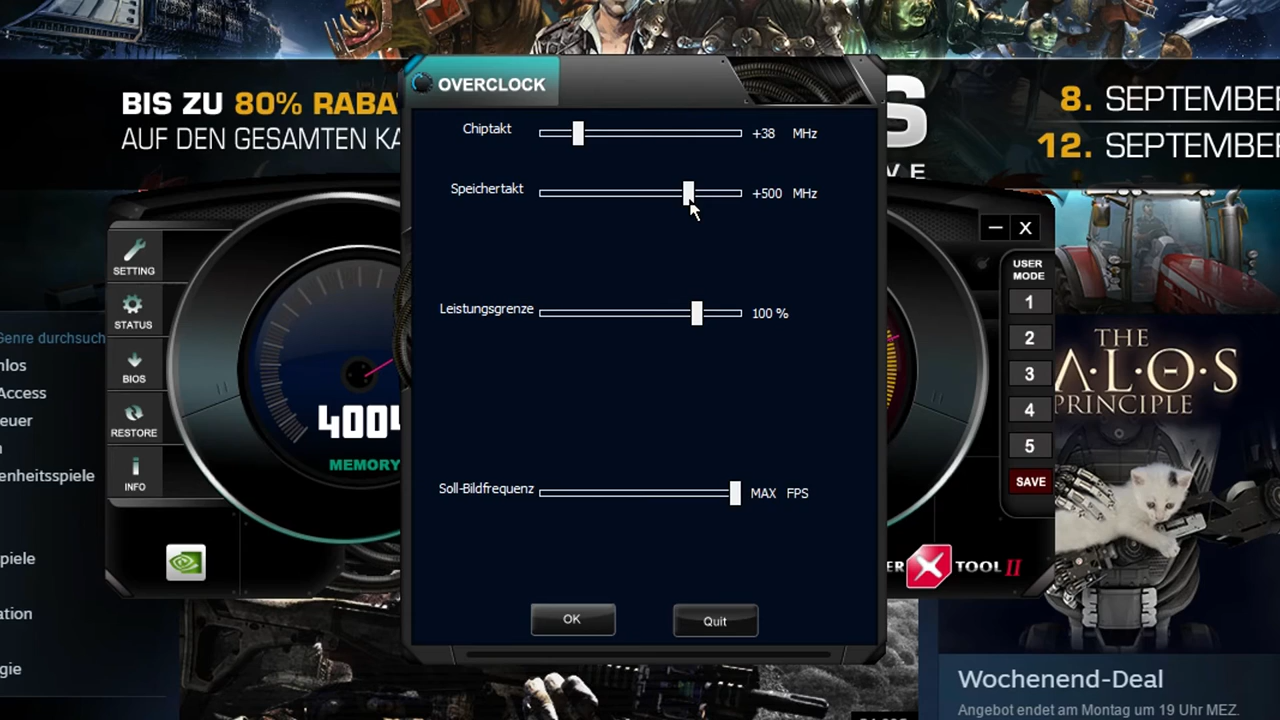 BIS ZU 80% RABA
AUF DEN GESAMTEN KA
8. SEPTEMBER
12. SEPTEMBER
S
V E
OVERCLOCK
Chiptakt +38 MHz
Speichertakt +500 MHz
Leistungsgrenze 100 %
Soll-Bildfrequenz MAX FPS
OK
Quit
SETTING
STATUS
BIOS
RESTORE
INFO
MEMORY
X
USER
MODE
1
2
3
4
5
SAVE
ER X TOOL II
Genre durchsuch
nlos
Access
euer
enheitsspiele
piele
ation
gie
THE
ALOS
PRINCIPLE
Wochenend-Deal
Angebot endet am Montag um 19 Uhr MEZ.